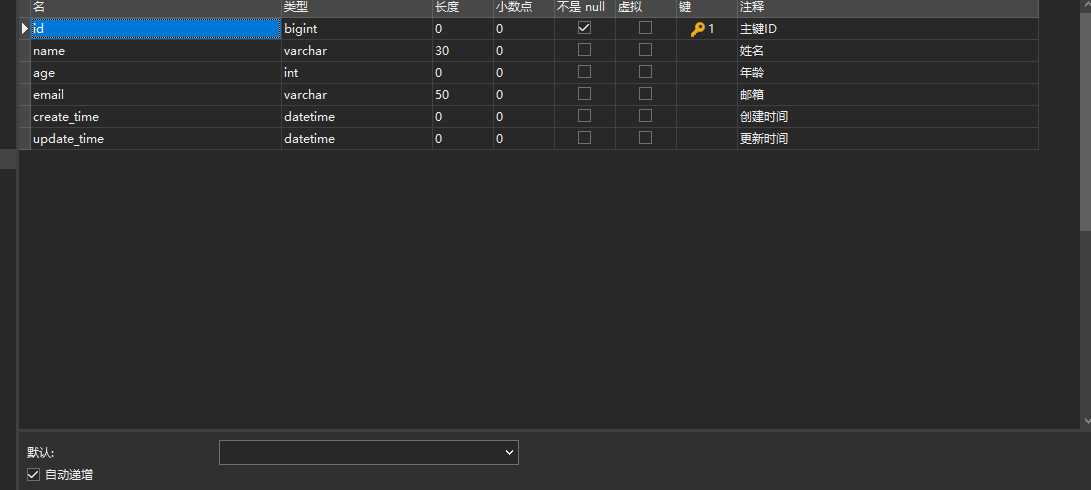 名 类型 长度 小数点 不是 null 虚拟 键 注释
id bigint 0 0 1 主键ID
name varchar 30 0 姓名
age int 0 0 年龄
email varchar 50 0 邮箱
create_time datetime 0 0 创建时间
update_time datetime 0 0 更新时间
默认:
自动递增